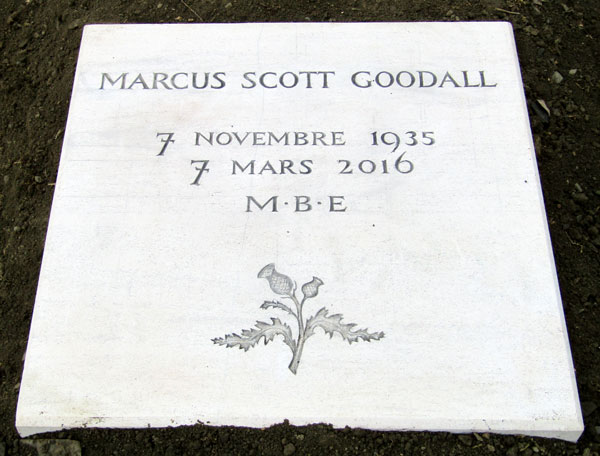 MARCUS SCOTT GOODALL
7 NOVEMBRE 1935
7 MARS 2016
M·B·E